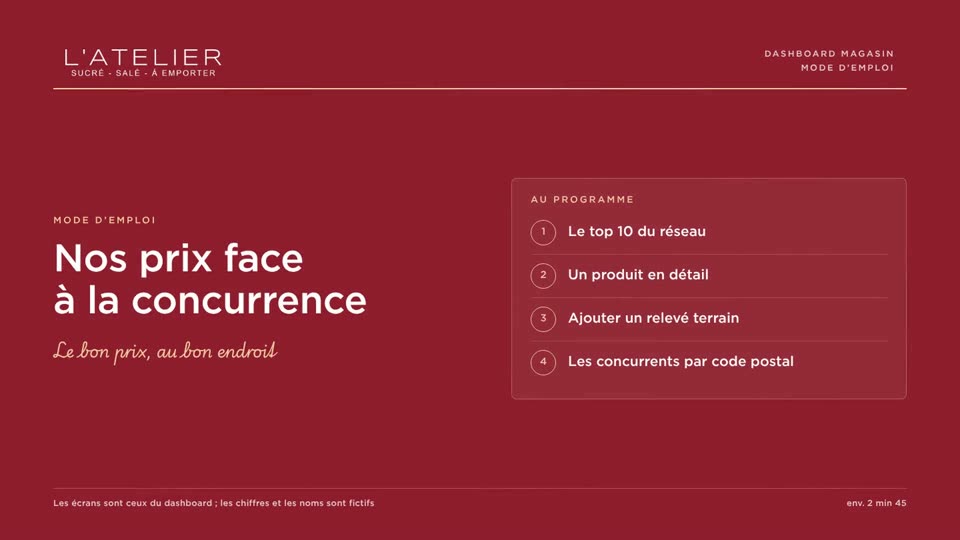 L'ATELIER
SUCRÉ - SALÉ - À EMPORTER
DASHBOARD MAGASIN
MODE D'EMPLOI
MODE D'EMPLOI
Nos prix face
à la concurrence
Le bon prix, au bon endroit
AU PROGRAMME
1 Le top 10 du réseau
2 Un produit en détail
3 Ajouter un relevé terrain
4 Les concurrents par code postal
Les écrans sont ceux du dashboard ; les chiffres et les noms sont fictifs
env. 2 min 45